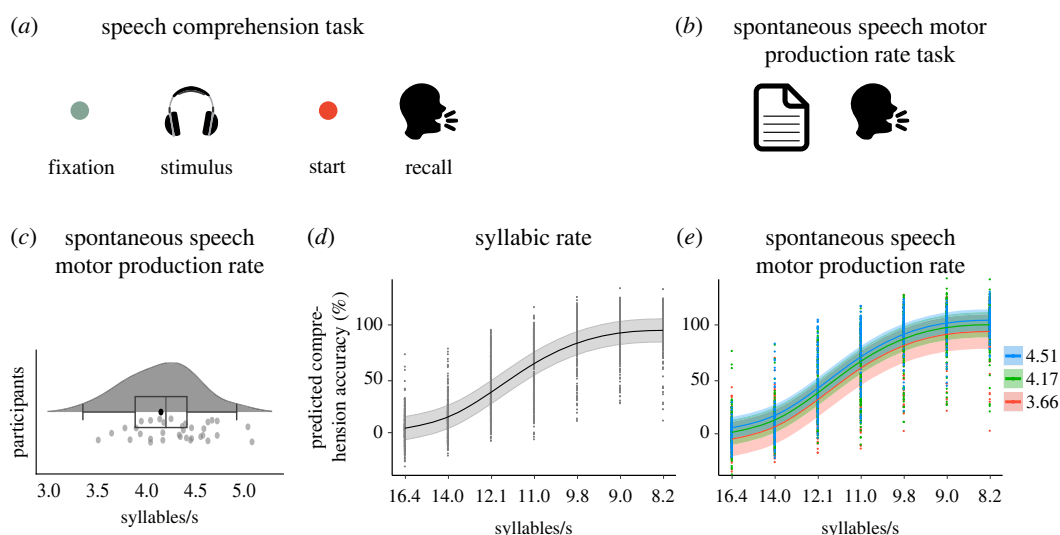 (a) speech comprehension task
fixation stimulus start recall
(b) spontaneous speech motor
production rate task
(c) spontaneous speech
motor production rate
participants
3.0 3.5 4.0 4.5 5.0
syllables/s
(d) syllabic rate
predicted compre-
hension accuracy (%)
100
50
0
16.4 14.0 12.1 11.0 9.8 9.0 8.2
syllables/s
(e) spontaneous speech
motor production rate
100
50
0
16.4 14.0 12.1 11.0 9.8 9.0 8.2
syllables/s
4.51
4.17
3.66